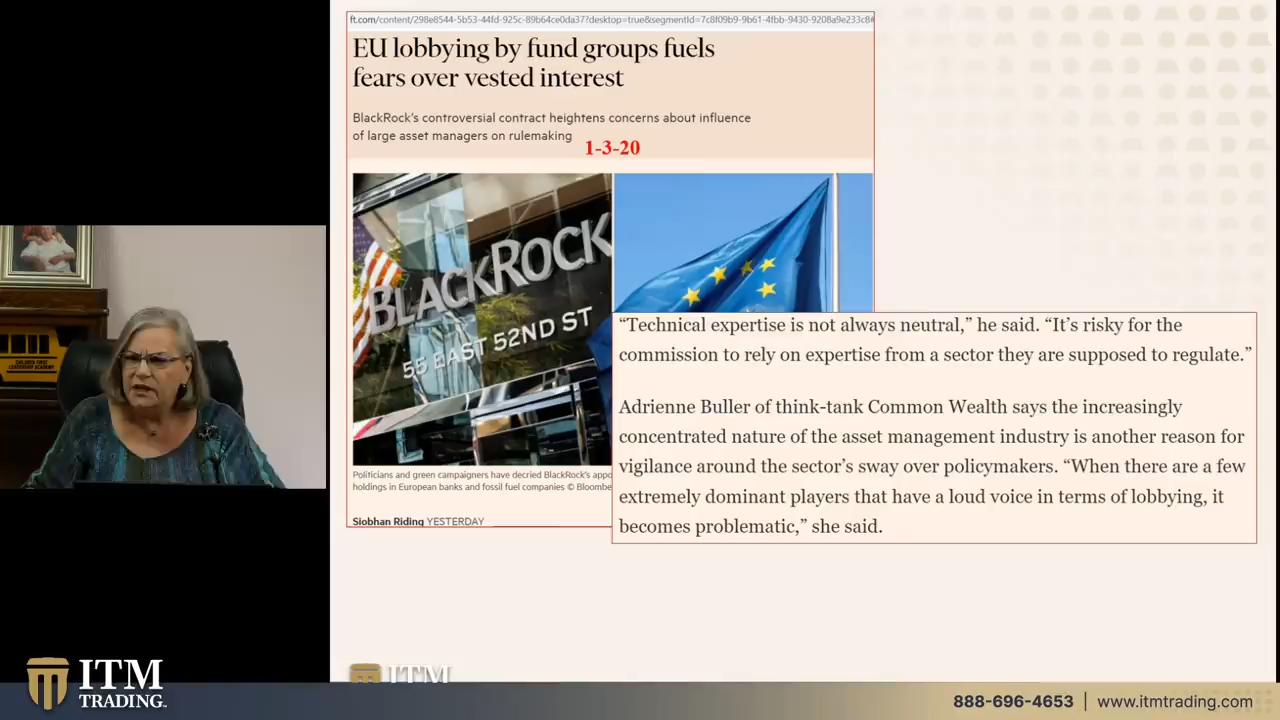 ft.com/content/298e8544-5b53-44fd-925c-89b64ce0da37?desktop=true&segmentId=7c8f09b9-9b61-4fbb-9430-9208a9e233c8#
EU lobbying by fund groups fuels
fears over vested interest
BlackRock’s controversial contract heightens concerns about influence
of large asset managers on rulemaking
1-3-20
BLACKROCK
55 EAST 52ND ST
“Technical expertise is not always neutral,” he said. “It’s risky for the
commission to rely on expertise from a sector they are supposed to regulate.”
Adrienne Buller of think-tank Common Wealth says the increasingly
concentrated nature of the asset management industry is another reason for
vigilance around the sector’s sway over policymakers. “When there are a few
extremely dominant players that have a loud voice in terms of lobbying, it
becomes problematic,” she said.
Politicians and green campaigners have decried BlackRock’s appo
holdings in European banks and fossil fuel companies © Bloombe
Siobhan Riding YESTERDAY
CHILDREN FIRST
LEADERSHIP ACADEMY
ITM
TRADING
ITM
888-696-4653 | www.itmtrading.com